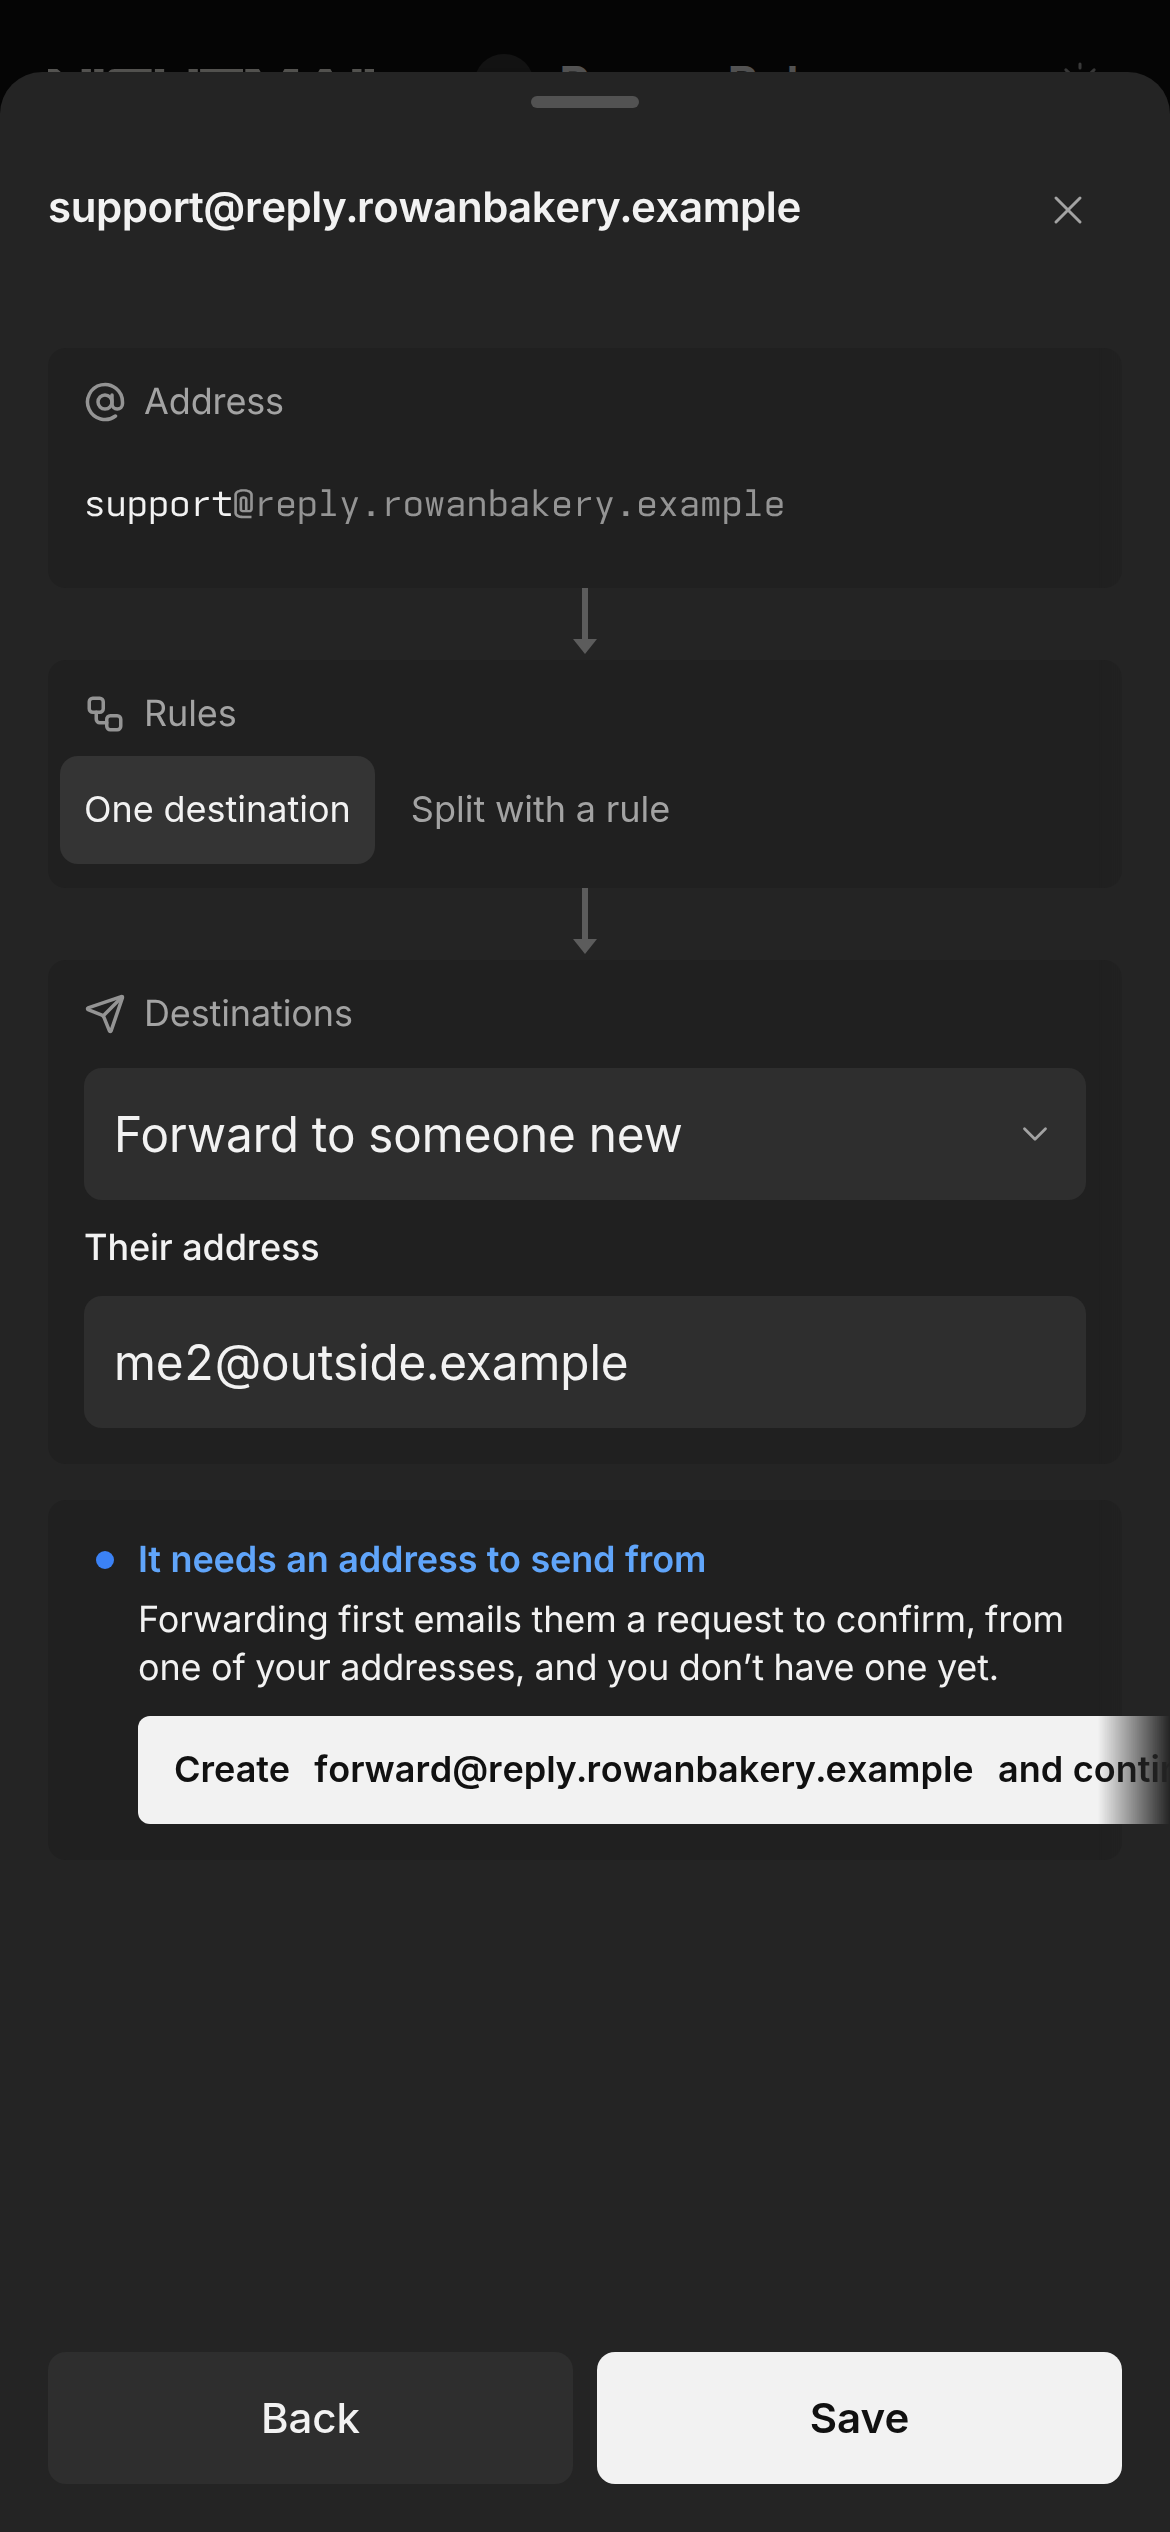 support@reply.rowanbakery.example
Address
support@reply.rowanbakery.example
Rules
One destination
Split with a rule
Destinations
Forward to someone new
Their address
me2@outside.example
It needs an address to send from
Forwarding first emails them a request to confirm, from
one of your addresses, and you don’t have one yet.
Create forward@reply.rowanbakery.example and
Back
Save